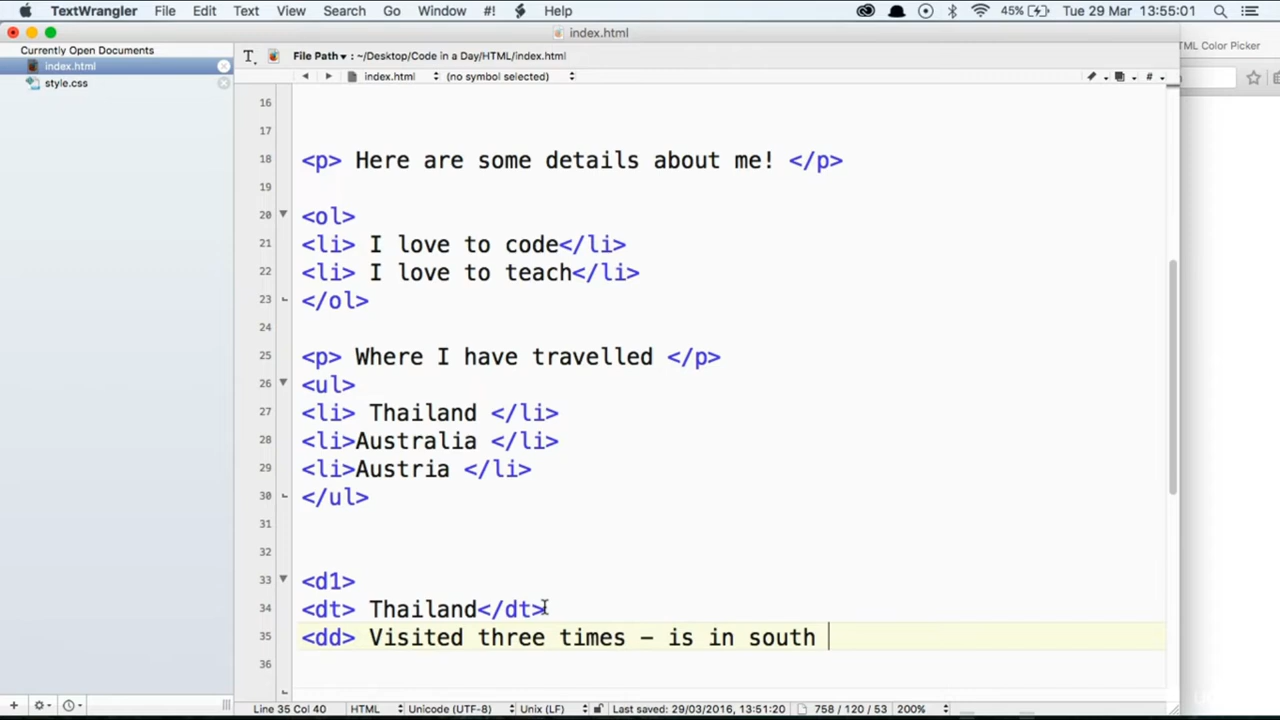 TextWrangler File Edit Text View Search Go Window #! Help 45% Tue 29 Mar 13:55:01
index.html
TML Color Picker
Currently Open Documents
index.html
style.css
File Path ▾ : ~/Desktop/Code in a Day/HTML/index.html
index.html (no symbol selected) #
16
17
18 <p> Here are some details about me! </p>
19
20 <ol>
21 <li> I love to code</li>
22 <li> I love to teach</li>
23 </ol>
24
25 <p> Where I have travelled </p>
26 <ul>
27 <li> Thailand </li>
28 <li>Australia </li>
29 <li>Austria </li>
30 </ul>
31
32
33 <d1>
34 <dt> Thailand</dt>
35 <dd> Visited three times – is in south
36
Line 35 Col 40 HTML Unicode (UTF-8) Unix (LF) Last saved: 29/03/2016, 13:51:20 758 / 120 / 53 200%